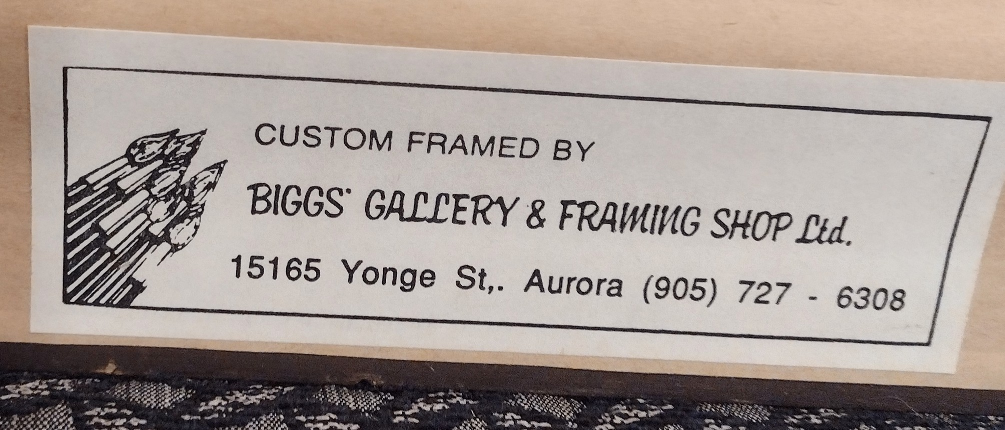 CUSTOM FRAMED BY
BIGGS' GALLERY & FRAMING SHOP Ltd.
15165 Yonge St,. Aurora (905) 727 - 6308